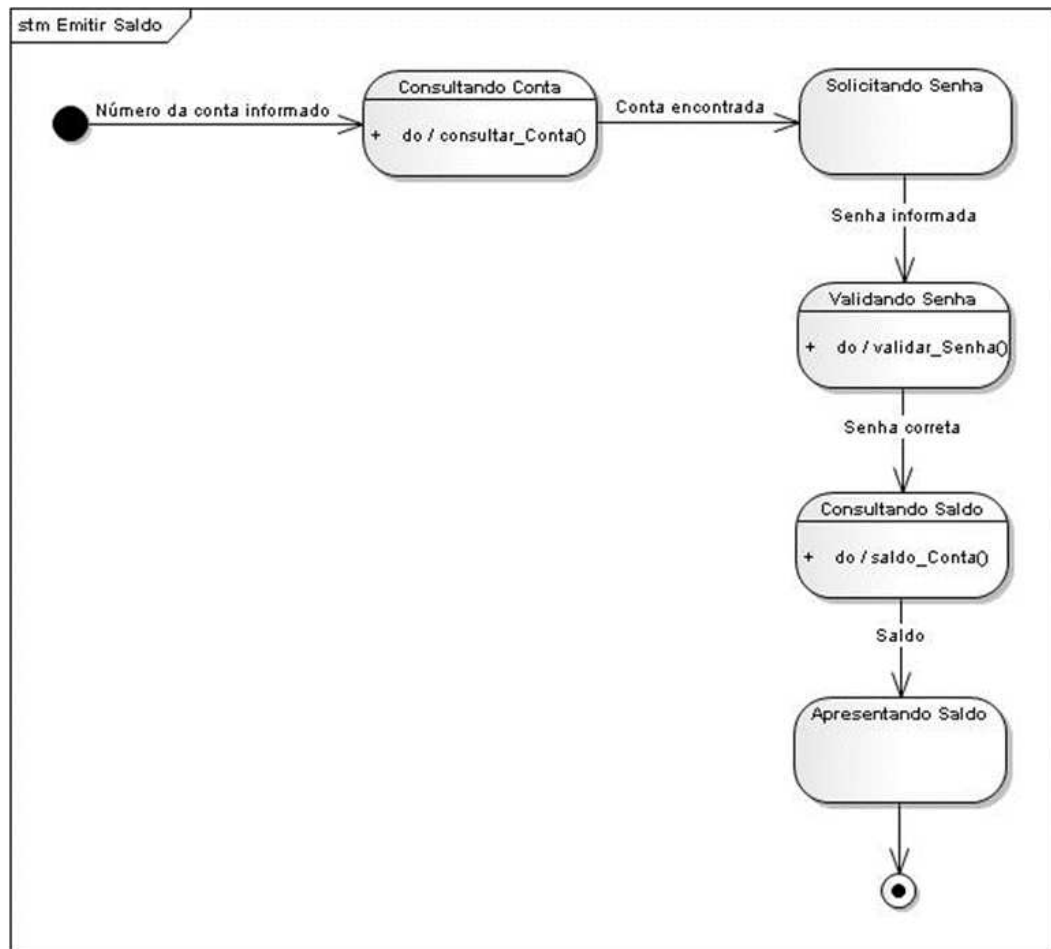 stm Emitir Saldo
Número da conta informado
Consultando Conta
+ do / consultar_Conta()
Conta encontrada
Solicitando Senha
Senha informada
Validando Senha
+ do / validar_Senha()
Senha correta
Consultando Saldo
+ do / saldo_Conta()
Saldo
Apresentando Saldo